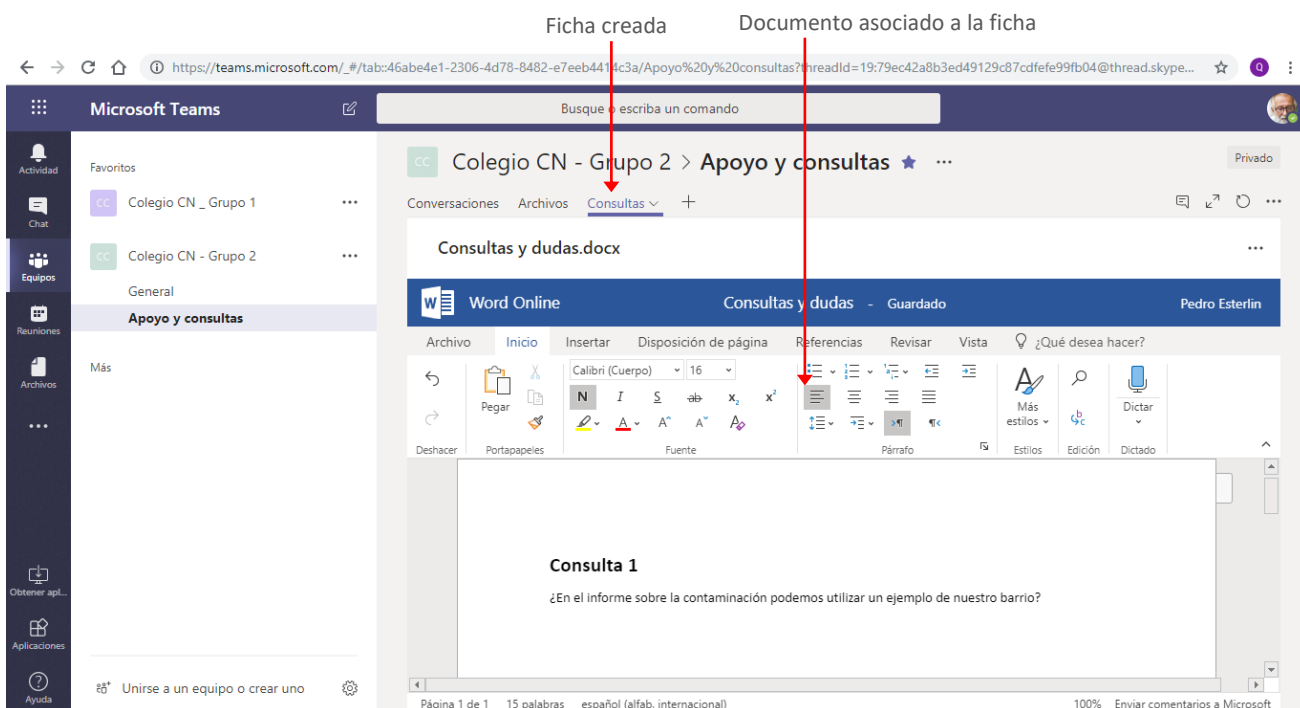 Ficha creada
Documento asociado a la ficha
https://teams.microsoft.com/_#/tab::46abe4e1-2306-4d78-8482-e7eeb4414c3a/Apoyo%20y%20consultas?threadId=19:79ec42a8b3ed49129c87cdfefe99fb04@thread.skype...
Q
Microsoft Teams
Busque o escriba un comando
Actividad
Chat
Equipos
Reuniones
Archivos
Obtener apl...
Aplicaciones
Ayuda
Favoritos
CC Colegio CN _ Grupo 1
CC Colegio CN - Grupo 2
General
Apoyo y consultas
Más
Unirse a un equipo o crear uno
CC Colegio CN - Grupo 2 > Apoyo y consultas
Privado
Conversaciones Archivos Consultas
Consultas y dudas.docx
Word Online Consultas y dudas - Guardado Pedro Esterlin
Archivo Inicio Insertar Disposición de página Referencias Revisar Vista ¿Qué desea hacer?
Calibri (Cuerpo) 16
Pegar N I S ab x₂ x² Más estilos Dictar
Deshacer Portapapeles Fuente Párrafo Estilos Edición Dictado
Consulta 1
¿En el informe sobre la contaminación podemos utilizar un ejemplo de nuestro barrio?
Página 1 de 1 15 palabras español (alfab. internacional) 100% Enviar comentarios a Microsoft